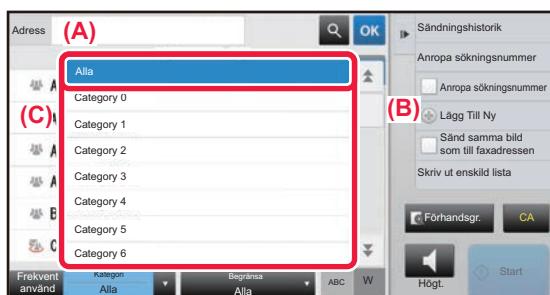 Adress
(A)
OK
Sändningshistorik
Anropa sökningsnummer
Alla
A
Anropa sökningsnummer
Category 0
(C)
(B)
Lägg Till Ny
Category 1
A
Category 2
Sänd samma bild
som till faxadressen
A
Category 3
Skriv ut enskild lista
Category 4
B
Förhandsgr.
CA
Category 5
C
Category 6
Frekvent
använd
Kategori
Alla
Begränsa
Alla
ABC
W
Högt.
Start